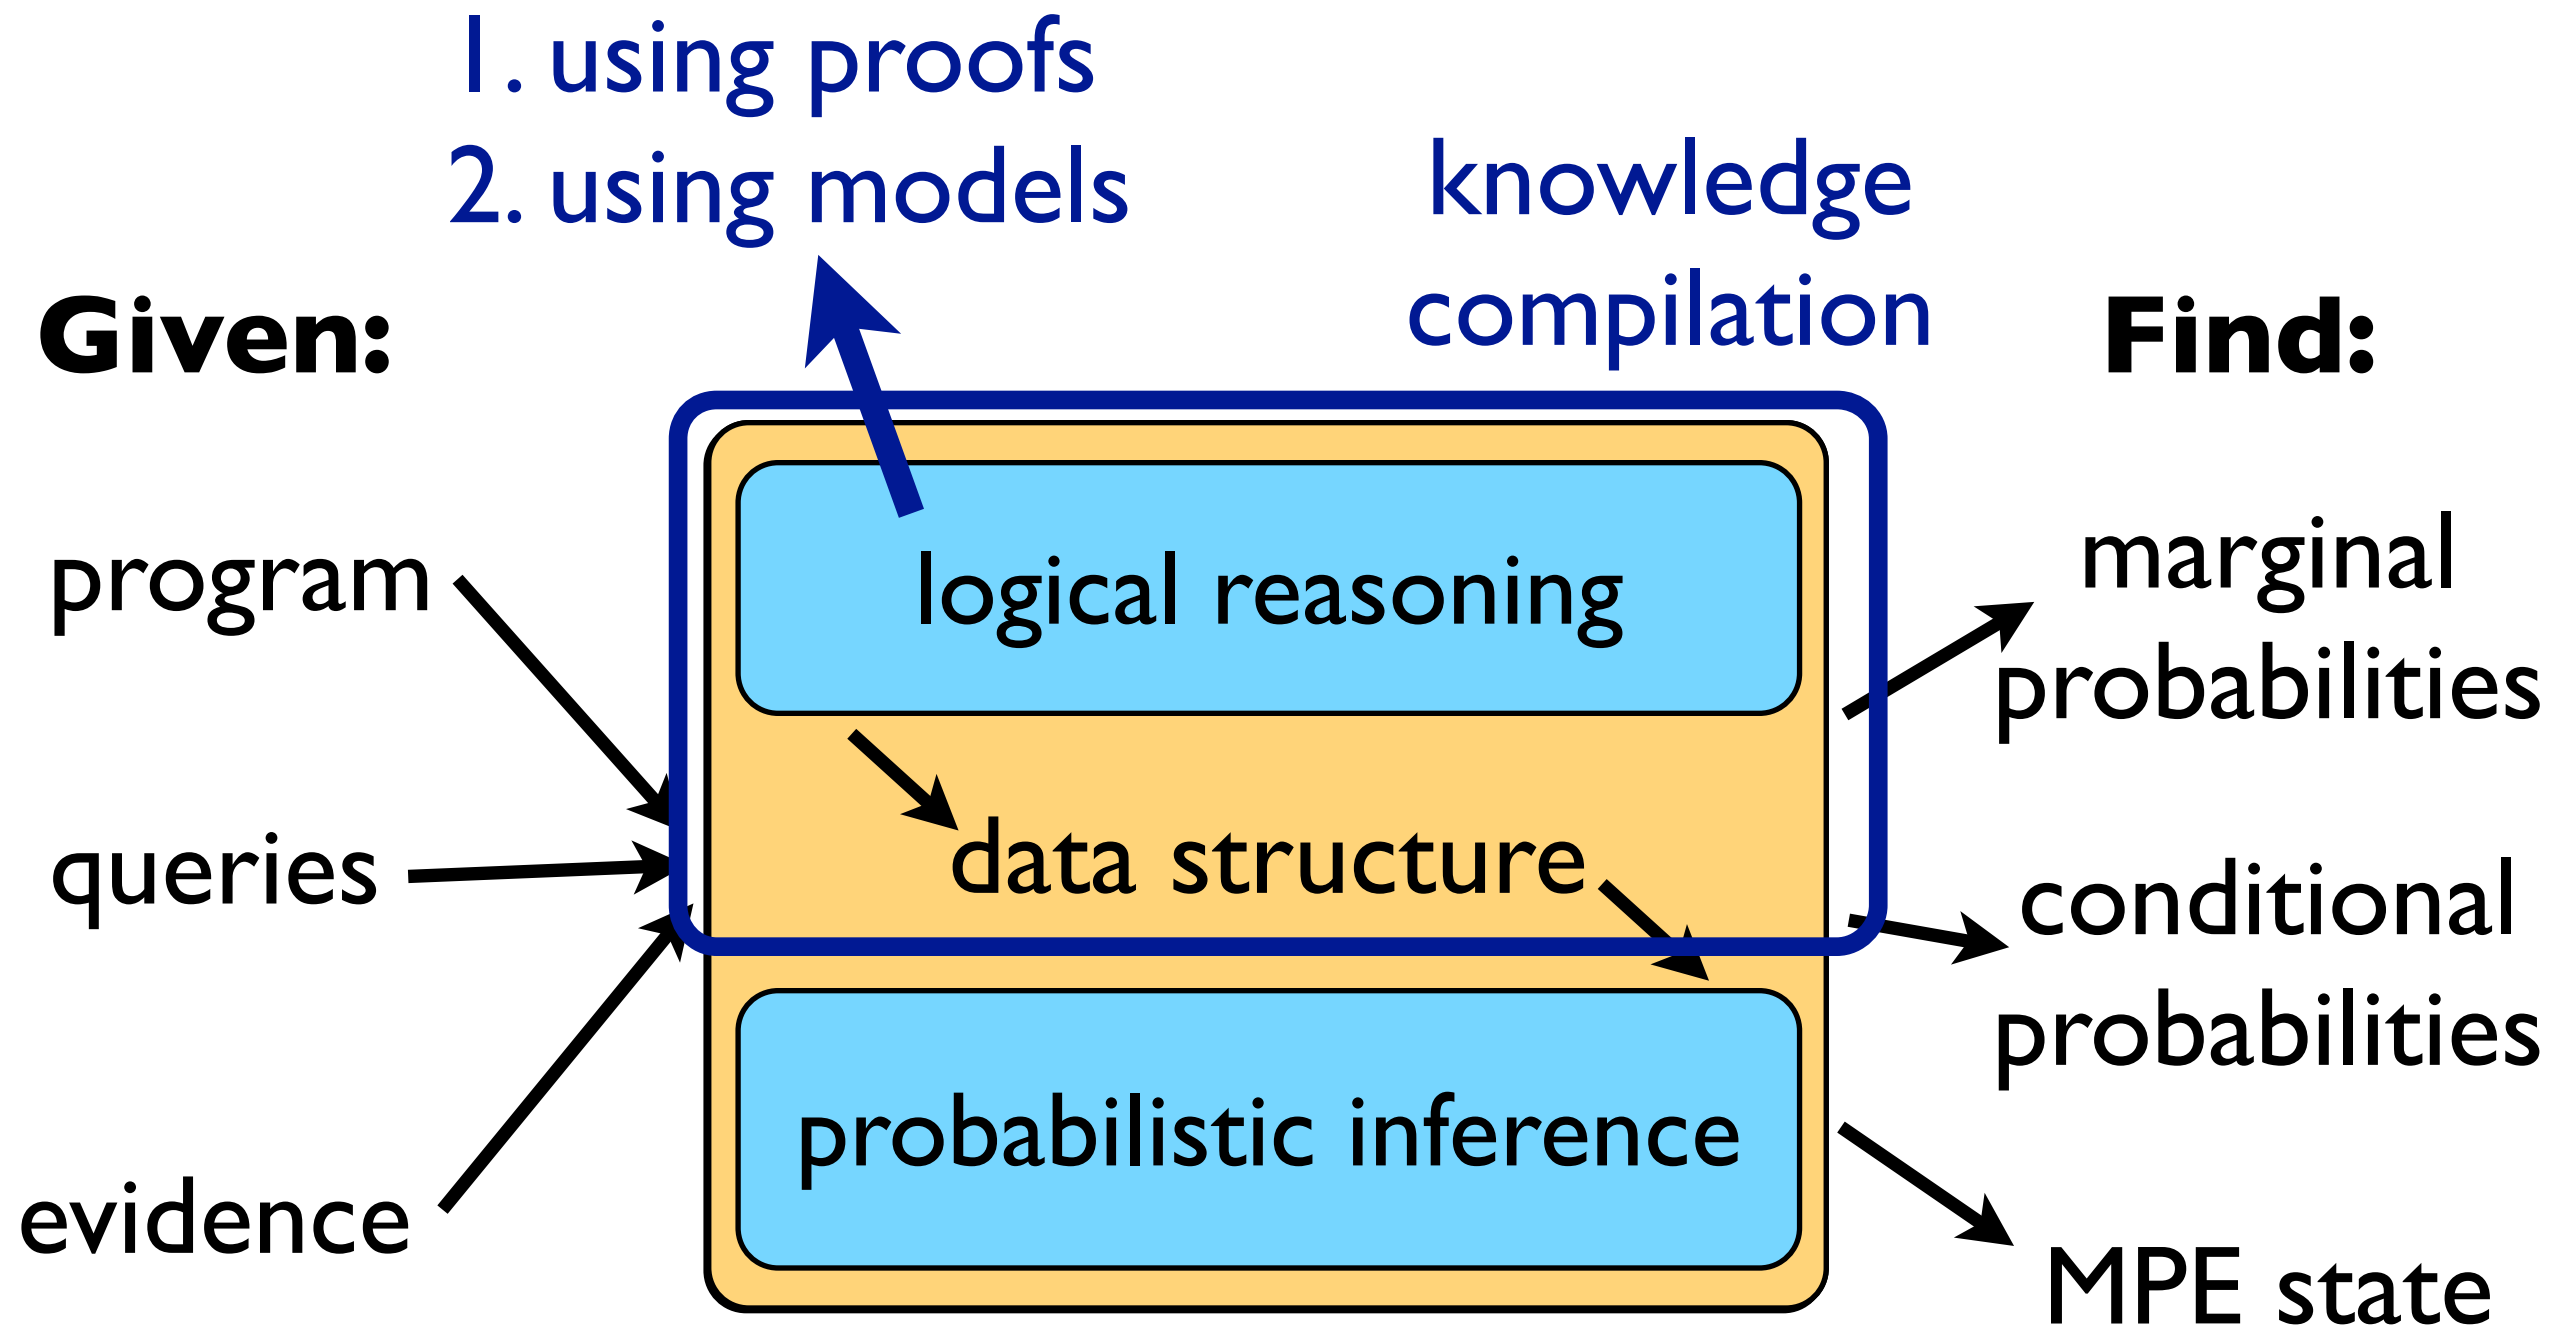 1. using proofs
2. using models
knowledge
compilation
Given:
Find:
program
queries
evidence
logical reasoning
data structure
probabilistic inference
marginal
probabilities
conditional
probabilities
MPE state